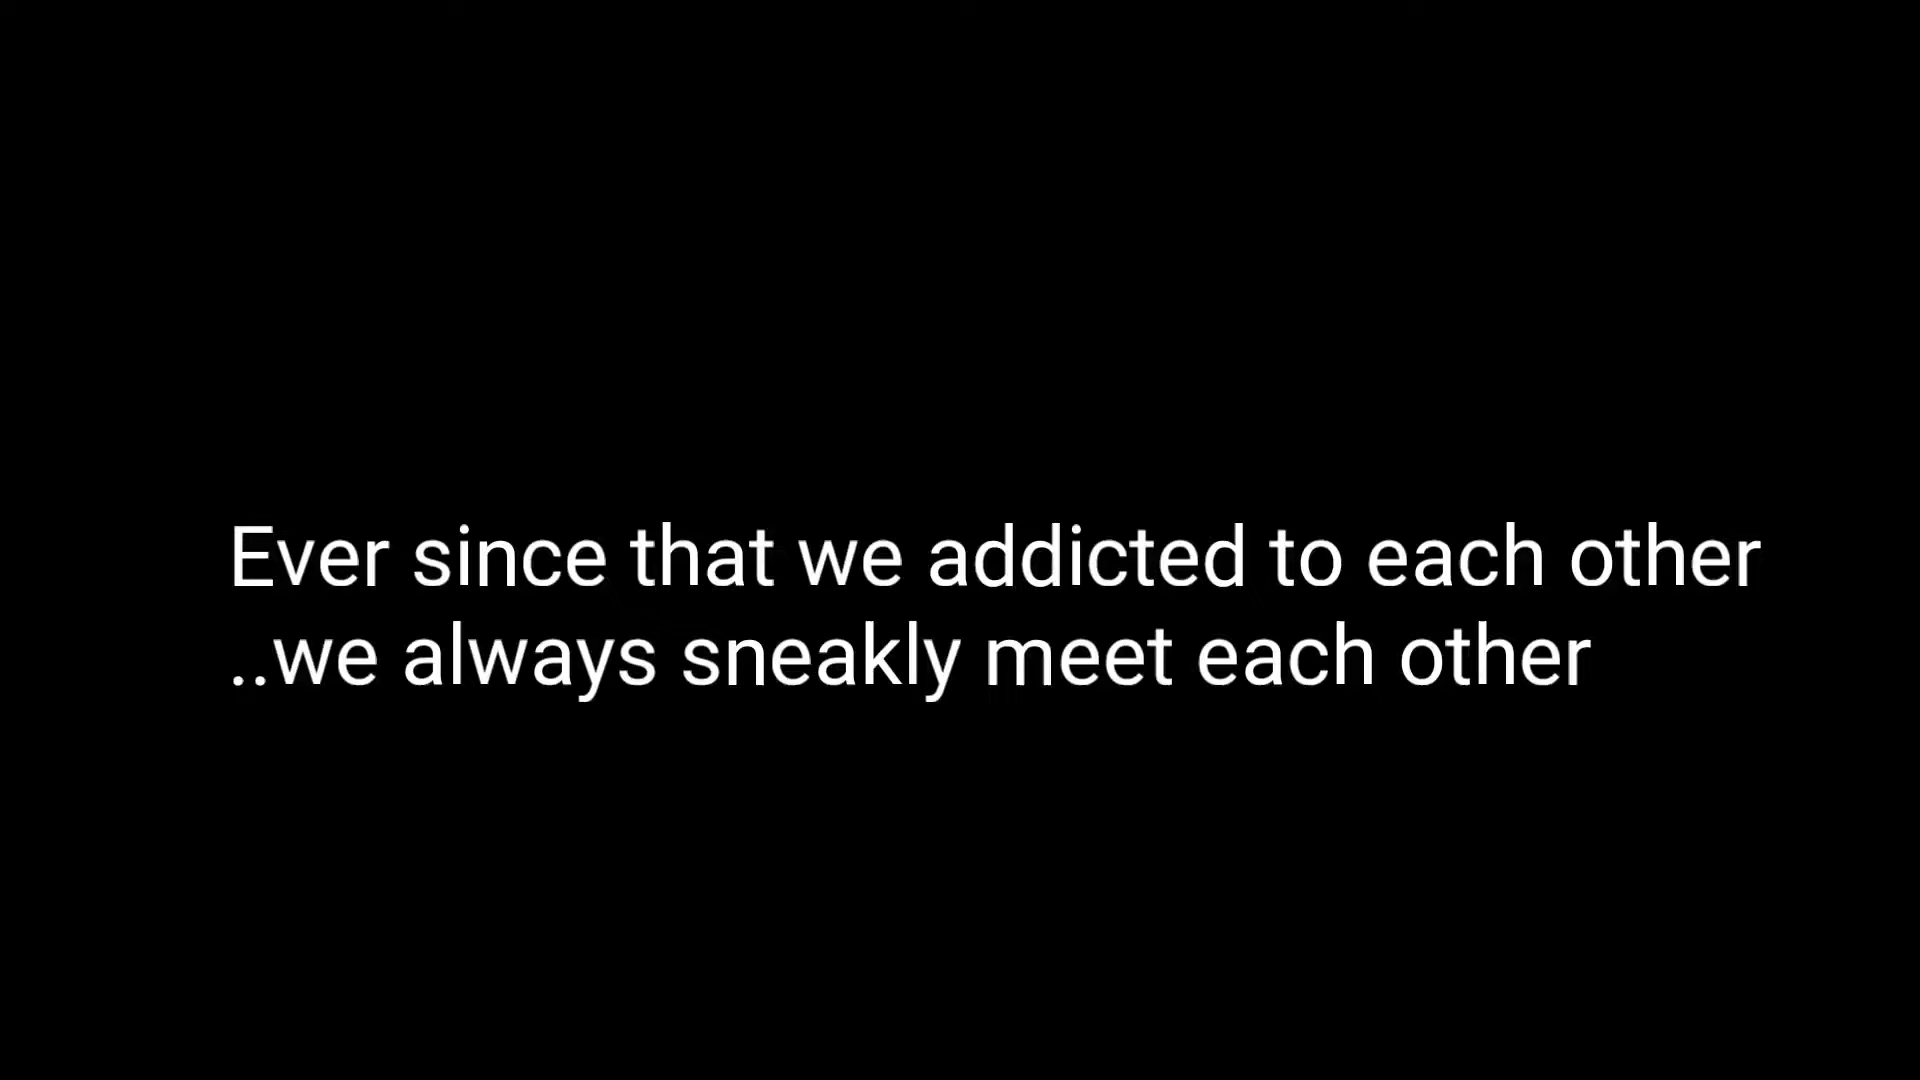 Ever since that we addicted to each other
..we always sneakly meet each other